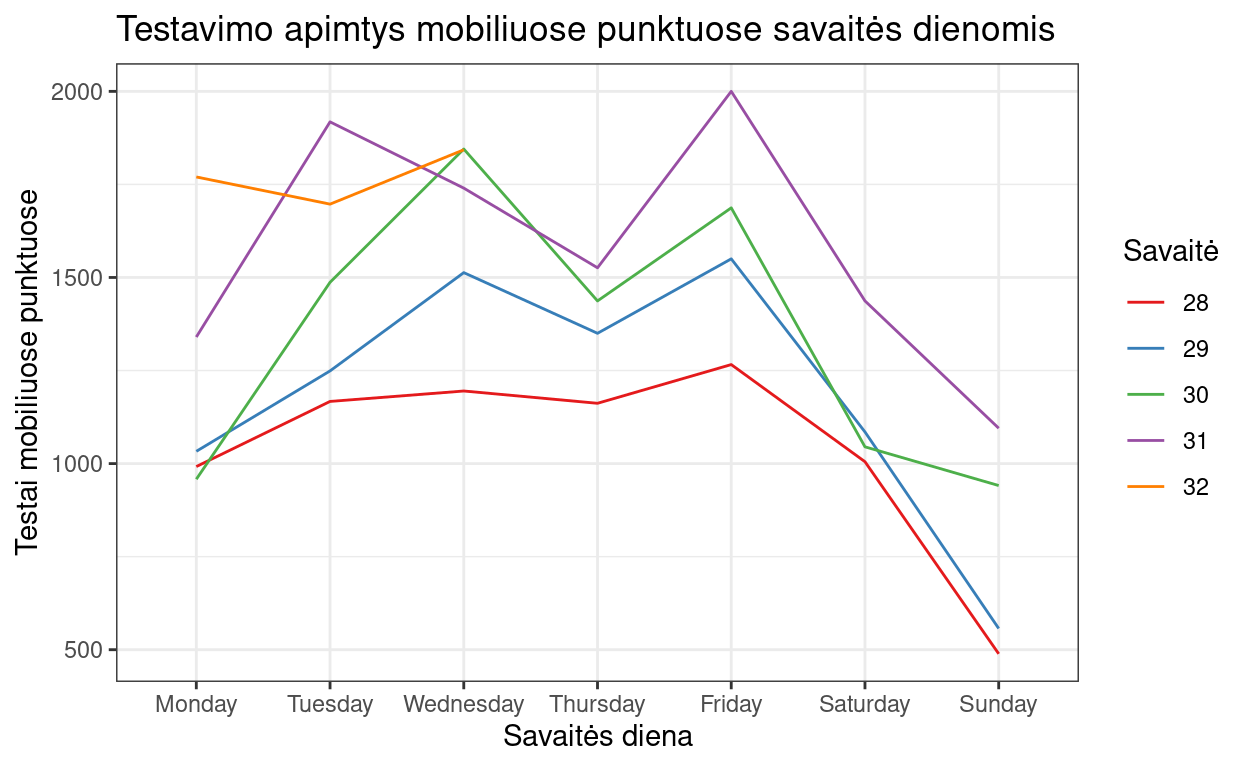 Testavimo apimtys mobiliuose punktuose savaitės dienomis
Testai mobiliuose punktuose
2000
1500
1000
500
Monday Tuesday Wednesday Thursday Friday Saturday Sunday
Savaitės diena
Savaitė
28
29
30
31
32